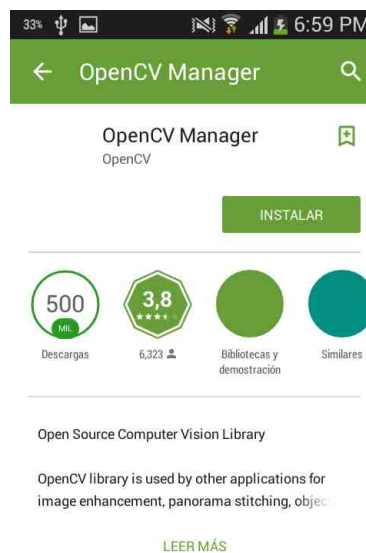 33% 6:59 PM
OpenCV Manager
OpenCV Manager
OpenCV
INSTALAR
500
MIL
3,8
Descargas
6,323
Bibliotecas y
demostración
Similares
Open Source Computer Vision Library
OpenCV library is used by other applications for
image enhancement, panorama stitching, objec
LEER MÁS